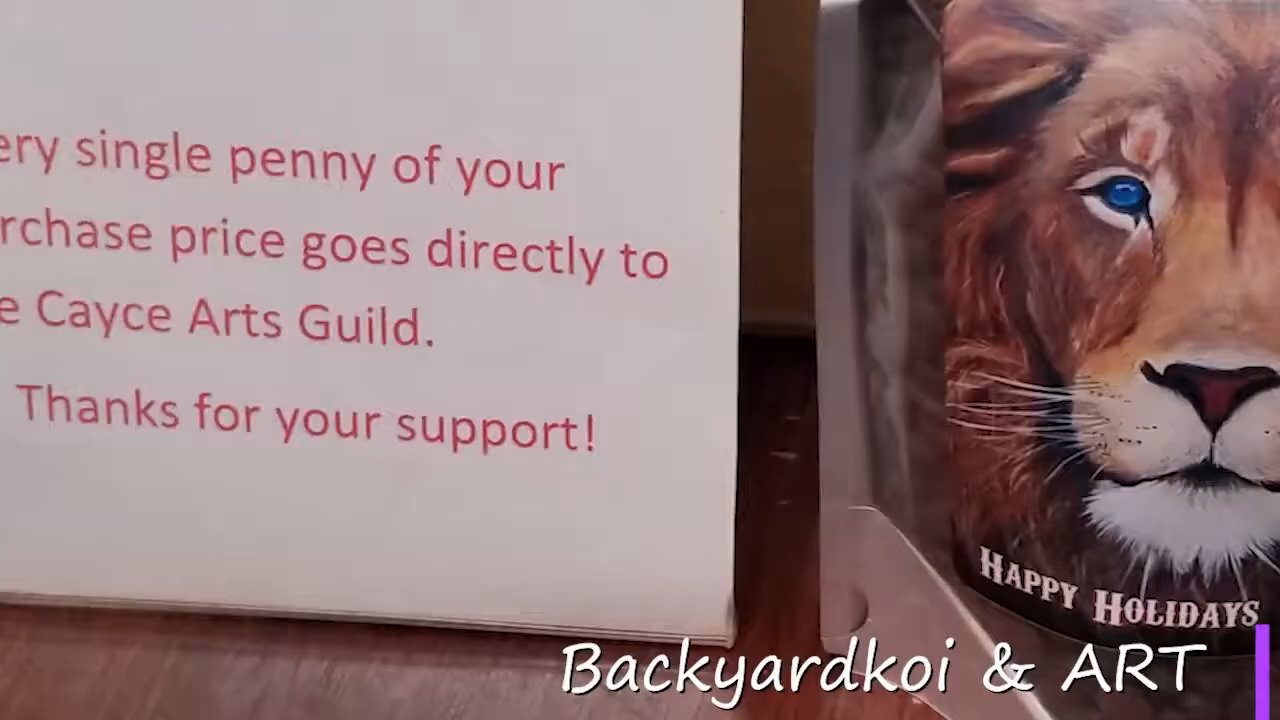 ery single penny of your
rchase price goes directly to
e Cayce Arts Guild.
Thanks for your support!
HAPPY HOLIDAYS
Backyardkoi & ART